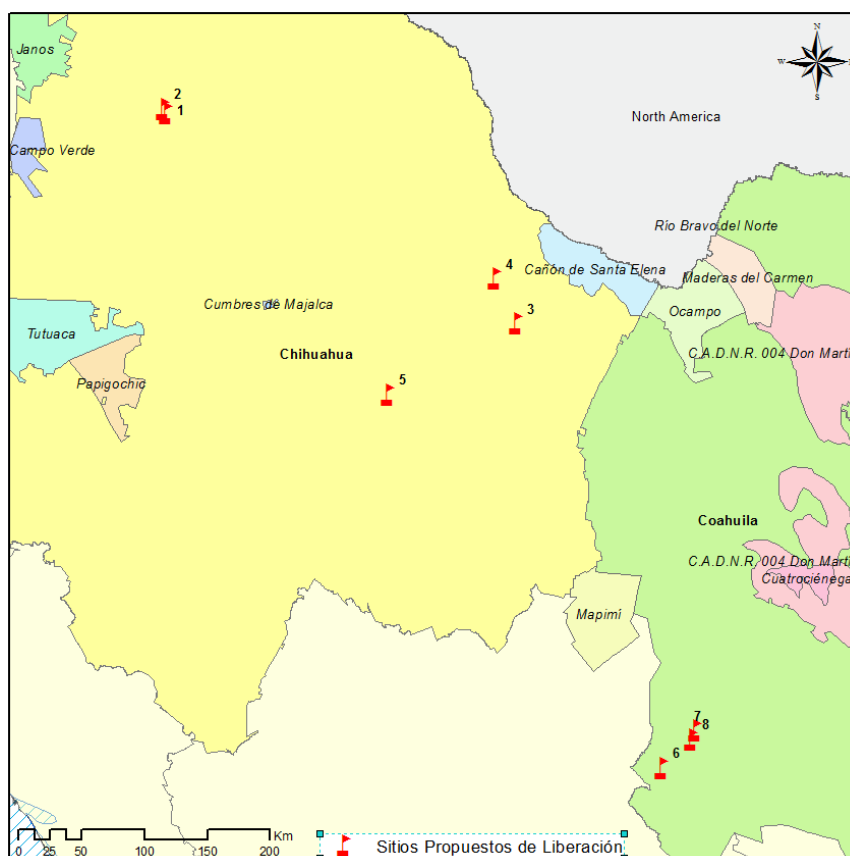 Janos
N
W
E
S
2
1
North America
Campo Verde
Río Bravo del Norte
4
Cañón de Santa Elena
Maderas del Carmen
Cumbres de Majalca
3
Ocampo
Tutuaca
Chihuahua
C.A.D.N.R. 004 Don Martí
Papigochic
5
Coahuila
C.A.D.N.R. 004 Don Martí
Cuatrociénega
Mapimí
7
8
6
Km
0 25 50 100 150 200
Sitios Propuestos de Liberación